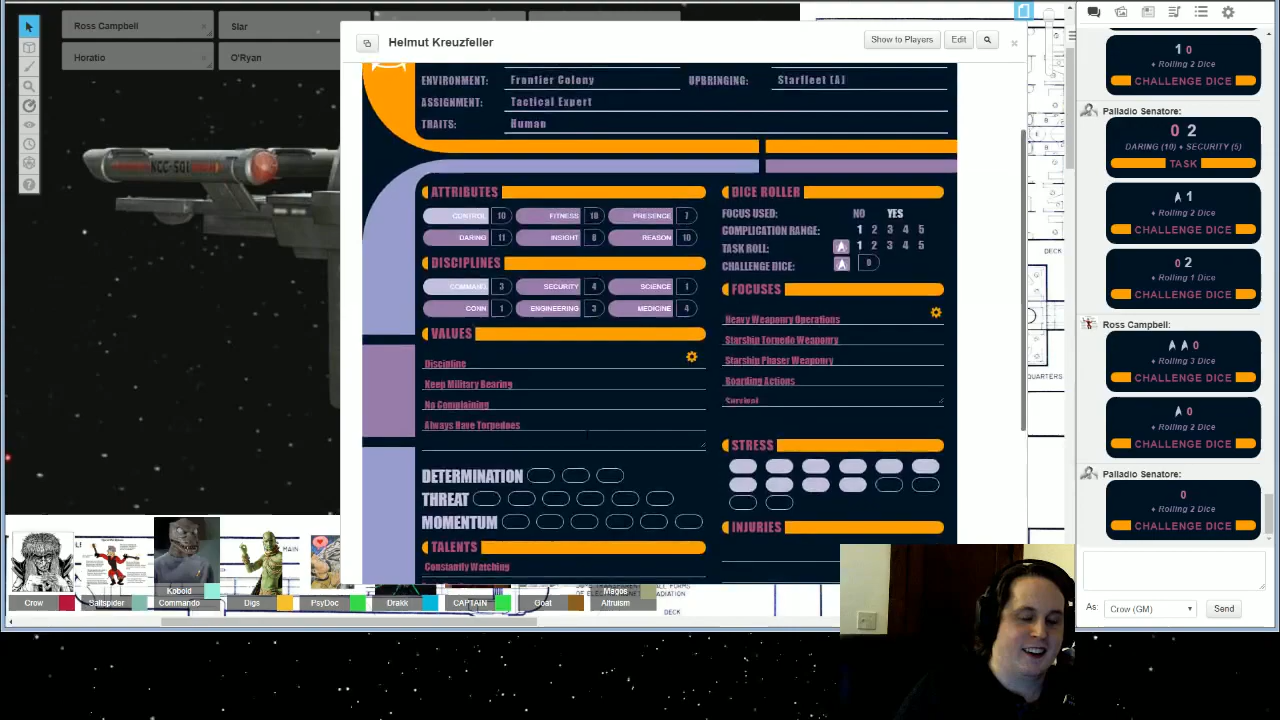 Ross Campbell
Slar
Horatio
O'Ryan
Helmut Kreuzfeller
Show to Players
Edit
ENVIRONMENT: Frontier Colony
UPBRINGING: Starfleet [A]
ASSIGNMENT: Tactical Expert
TRAITS: Human
ATTRIBUTES
CONTROL 10 FITNESS 10 PRESENCE 7
DARING 11 INSIGHT 8 REASON 10
DISCIPLINES
COMMAND 3 SECURITY 4 SCIENCE 1
CONN 1 ENGINEERING 3 MEDICINE 4
VALUES
Discipline
Keep Military Bearing
No Complaining
Always Have Torpedoes
DETERMINATION
THREAT
MOMENTUM
TALENTS
Constantly Watching
DICE ROLLER
FOCUS USED: NO YES
COMPLICATION RANGE: 1 2 3 4 5
TASK ROLL: 1 2 3 4 5
CHALLENGE DICE: 0
FOCUSES
Heavy Weaponry Operations
Starship Torpedo Weaponry
Starship Phaser Weaponry
Boarding Actions
Survival
STRESS
INJURIES
1 0
+ Rolling 2 Dice
CHALLENGE DICE
Palladio Senatore:
0 2
DARING (10) + SECURITY (5)
TASK
1
+ Rolling 2 Dice
CHALLENGE DICE
0 2
+ Rolling 1 Dice
CHALLENGE DICE
Ross Campbell:
0
+ Rolling 3 Dice
CHALLENGE DICE
0
+ Rolling 2 Dice
CHALLENGE DICE
Palladio Senatore:
0
+ Rolling 2 Dice
CHALLENGE DICE
As: Crow (GM)
Send
DECK
QUARTERS
MAIN
Crow
Saltspider
Kobold
Commando
Digs
PsyDoc
Drakk
CAPTAIN
Goat
Magos
Altruism
DECK